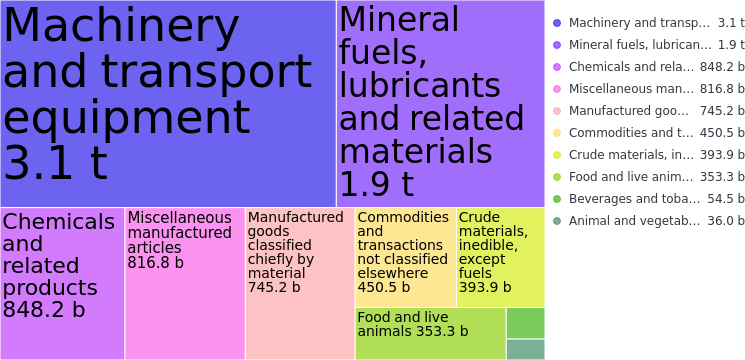 Machinery
and transport
equipment
3.1 t
Mineral
fuels,
lubricants
and related
materials
1.9 t
Chemicals
and
related
products
848.2 b
Miscellaneous
manufactured
articles
816.8 b
Manufactured
goods
classified
chiefly by
material
745.2 b
Commodities
and
transactions
not classified
elsewhere
450.5 b
Crude
materials,
inedible,
except
fuels
393.9 b
Food and live
animals 353.3 b
Machinery and transp... 3.1 t
Mineral fuels, lubrican... 1.9 t
Chemicals and rela... 848.2 b
Miscellaneous man... 816.8 b
Manufactured goo... 745.2 b
Commodities and t... 450.5 b
Crude materials, in... 393.9 b
Food and live anim... 353.3 b
Beverages and toba... 54.5 b
Animal and vegetab... 36.0 b